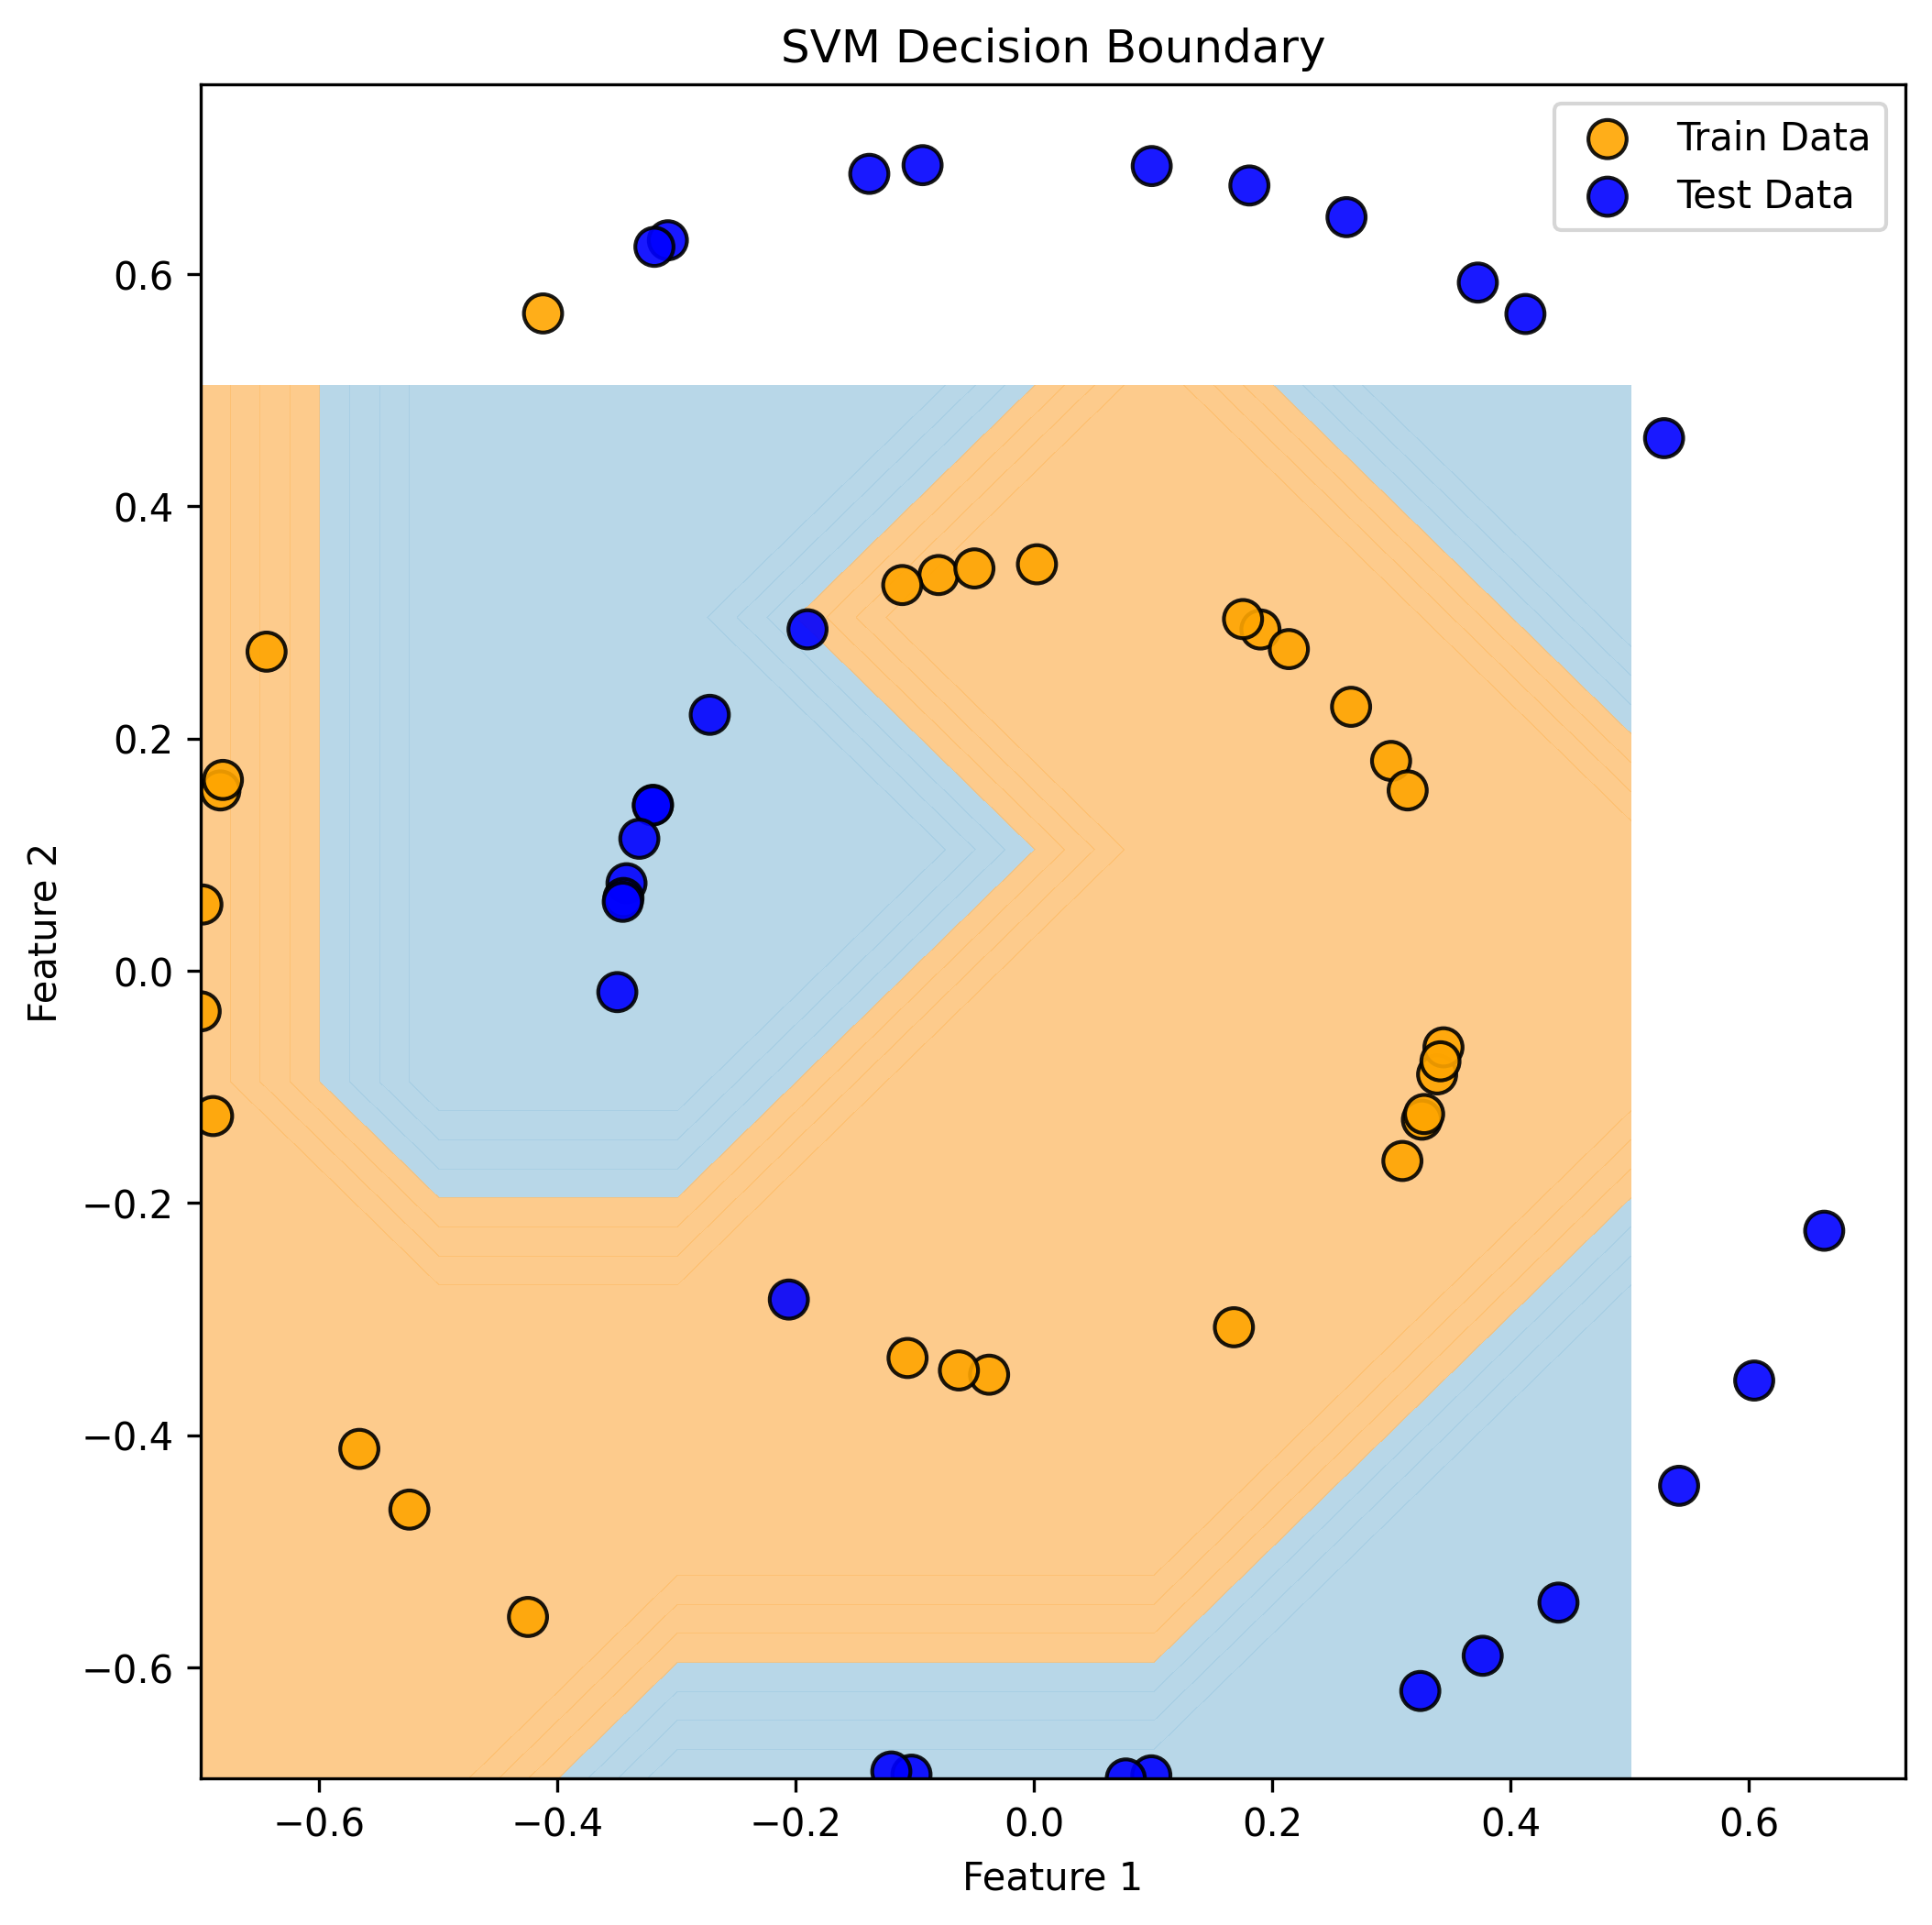 SVM Decision Boundary
Train Data
Test Data
0.6
0.4
0.2
0.0
−0.2
−0.4
−0.6
Feature 2
−0.6 −0.4 −0.2 0.0 0.2 0.4 0.6
Feature 1